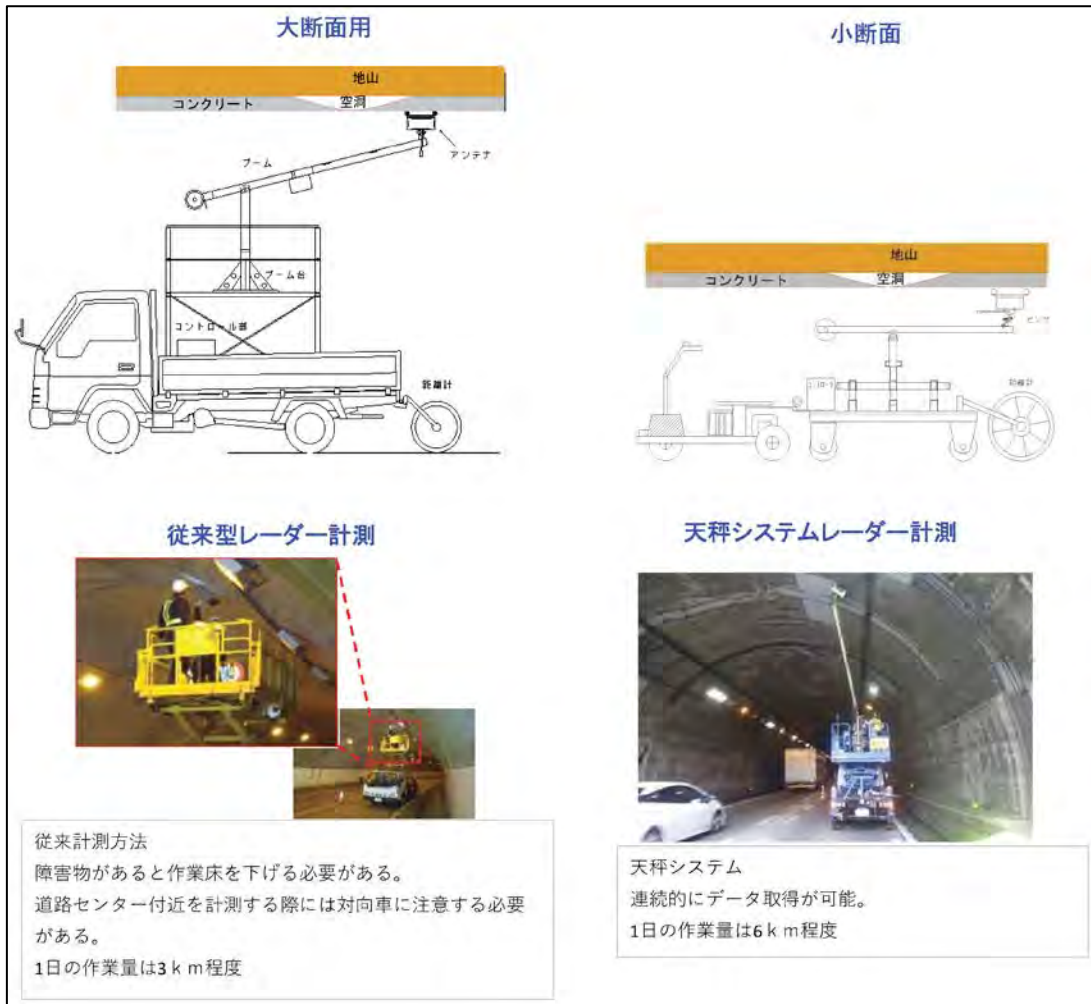 大断面用
地山
コンクリート
空洞
アンテナ
ブーム
ブーム台
コントロール部
距離計
小断面
地山
コンクリート
空洞
距離計
従来型レーダー計測
従来計測方法
障害物があると作業床を下げる必要がある。
道路センター付近を計測する際には対向車に注意する必要
がある。
1日の作業量は3ｋｍ程度
天秤システムレーダー計測
天秤システム
連続的にデータ取得が可能。
1日の作業量は6ｋｍ程度